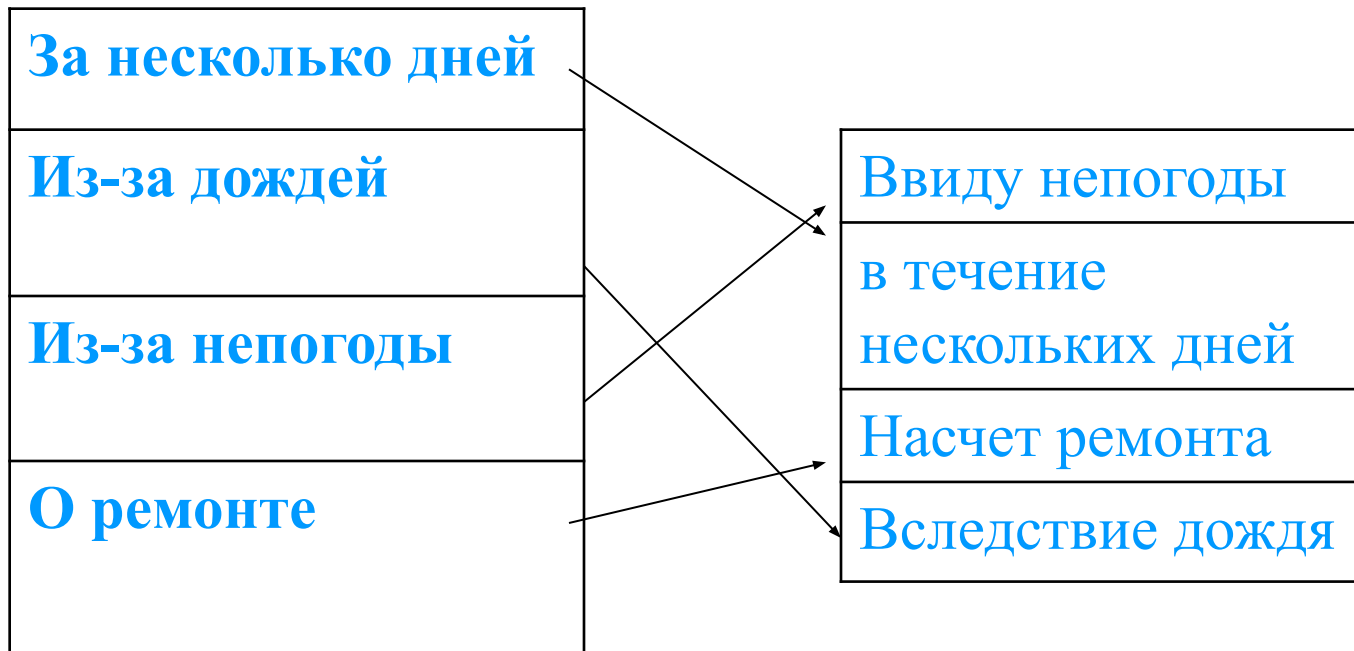 За несколько дней
Из-за дождей
Из-за непогоды
О ремонте
Ввиду непогоды
в течение
нескольких дней
Насчет ремонта
Вследствие дождя